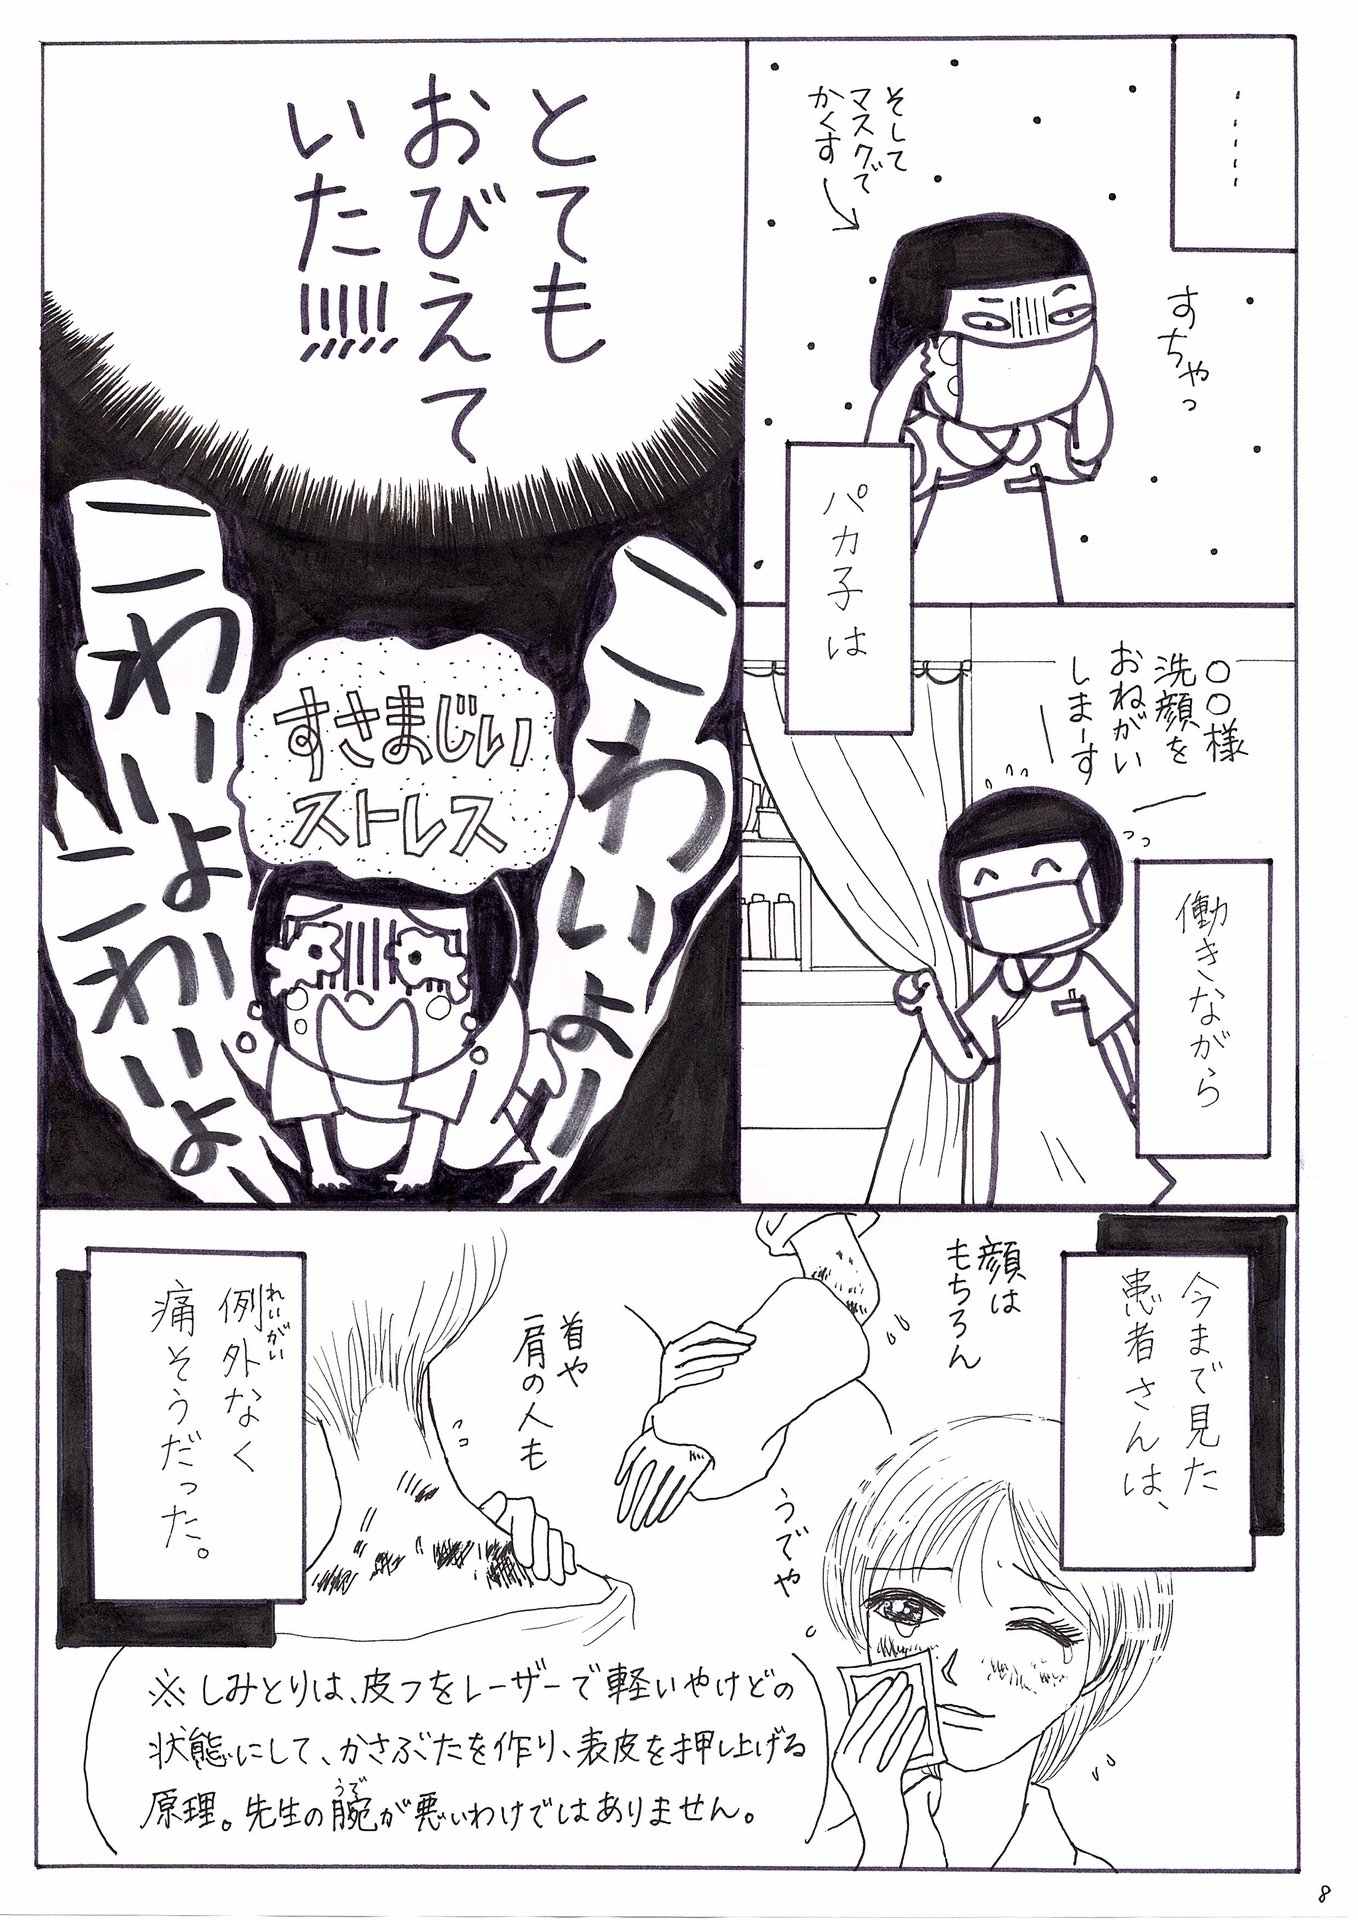 ……
そして
マスクで
かくす
すちゃっ
パカ子は
〇〇様
洗顔を
おねがい
しまーす
働きながら
とても
おびえて
いた!!!!!
こわいよー
すさまじい
ストレス
こわーいよ
こわいよ
今まで見た
患者さんは、
顔は
もちろん
うでや
首や
肩の人も
例外なく
れいがい
痛そうだった。
※しみとりは、皮フをレーザーで軽いやけどの
状態にして、かさぶたを作り、表皮を押し上げる
原理。先生の腕が悪いわけではありません。
うで
8